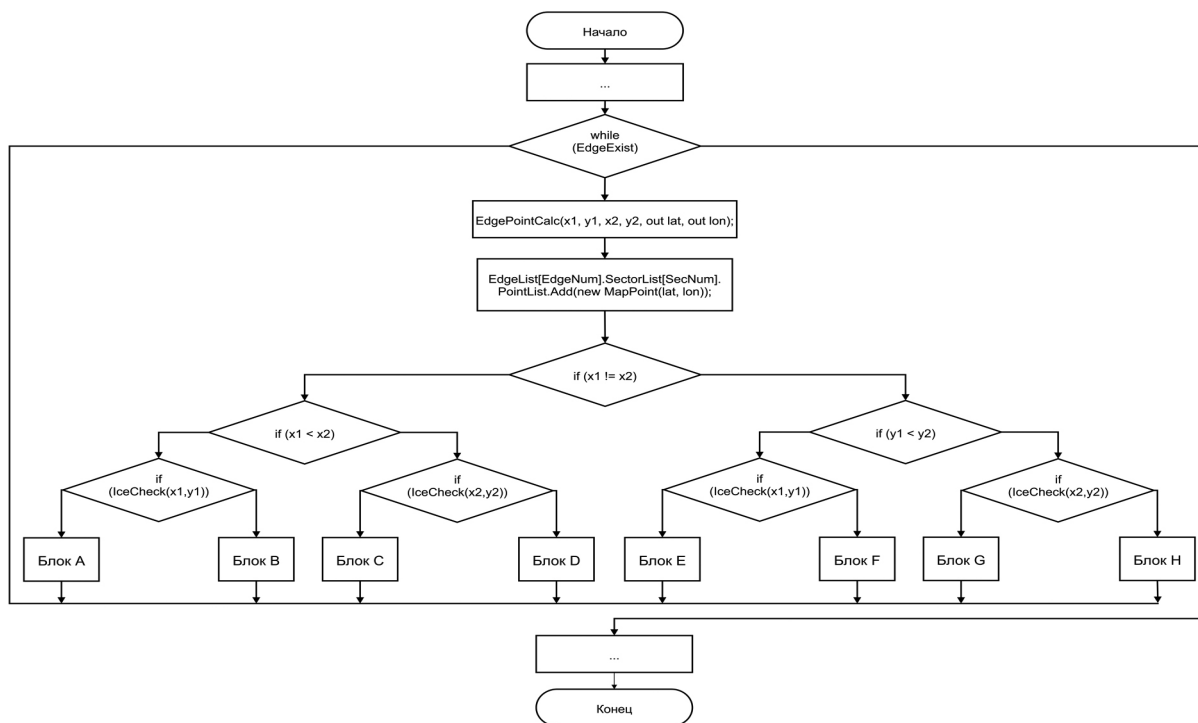 Начало
...
while
(EdgeExist)
EdgePointCalc(x1, y1, x2, y2, out lat, out lon);
EdgeList[EdgeNum].SectorList[SecNum].
PointList.Add(new MapPoint(lat, lon));
if (x1 != x2)
if (x1 < x2)
if (y1 < y2)
if
(IceCheck(x1,y1))
if
(IceCheck(x2,y2))
if
(IceCheck(x1,y1))
if
(IceCheck(x2,y2))
Блок A
Блок B
Блок C
Блок D
Блок E
Блок F
Блок G
Блок H
...
Конец